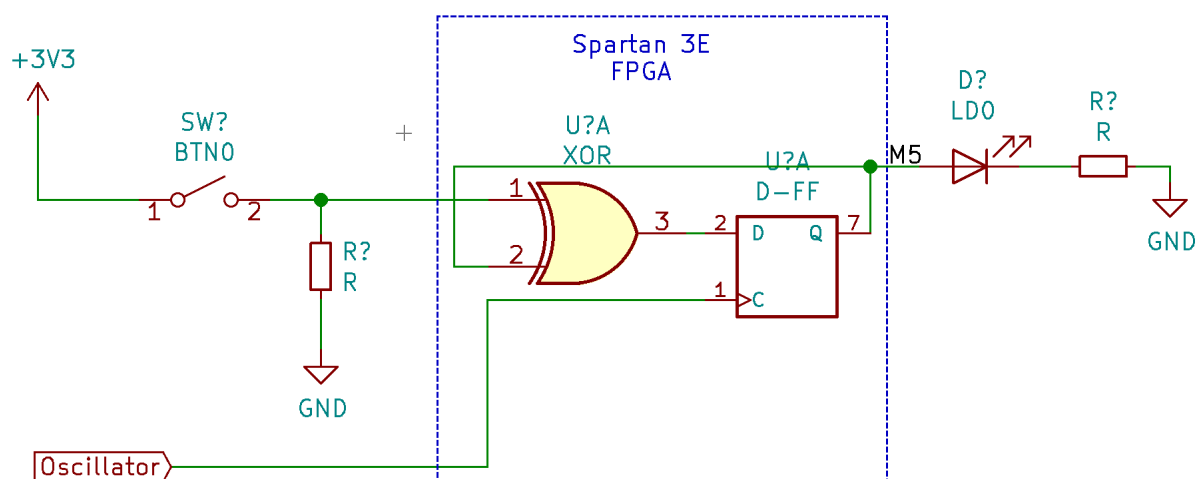 Spartan 3E
FPGA
+3V3
SW?
BTN0
1
2
R?
R
GND
U?A
XOR
1
2
3
U?A
D-FF
2
D
Q
7
1
C
M5
D?
LD0
R?
R
GND
Oscillator